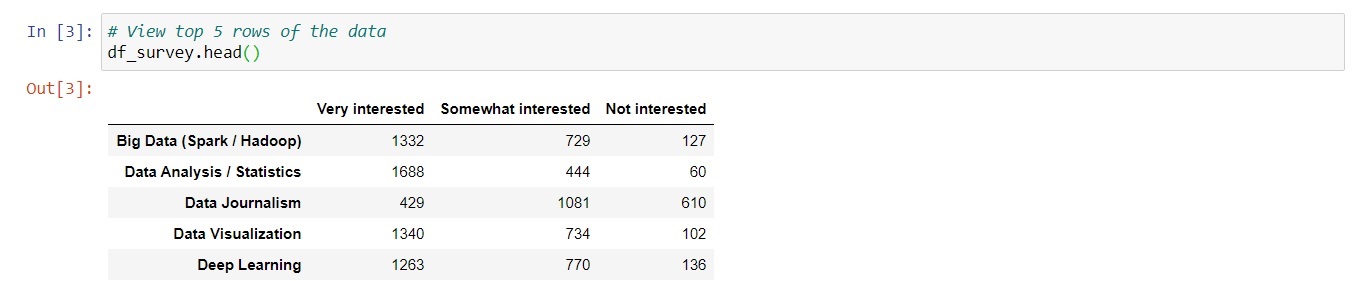 In [3]: # View top 5 rows of the data
df_survey.head()
Out[3]:
Very interested Somewhat interested Not interested
Big Data (Spark / Hadoop) 1332 729 127
Data Analysis / Statistics 1688 444 60
Data Journalism 429 1081 610
Data Visualization 1340 734 102
Deep Learning 1263 770 136